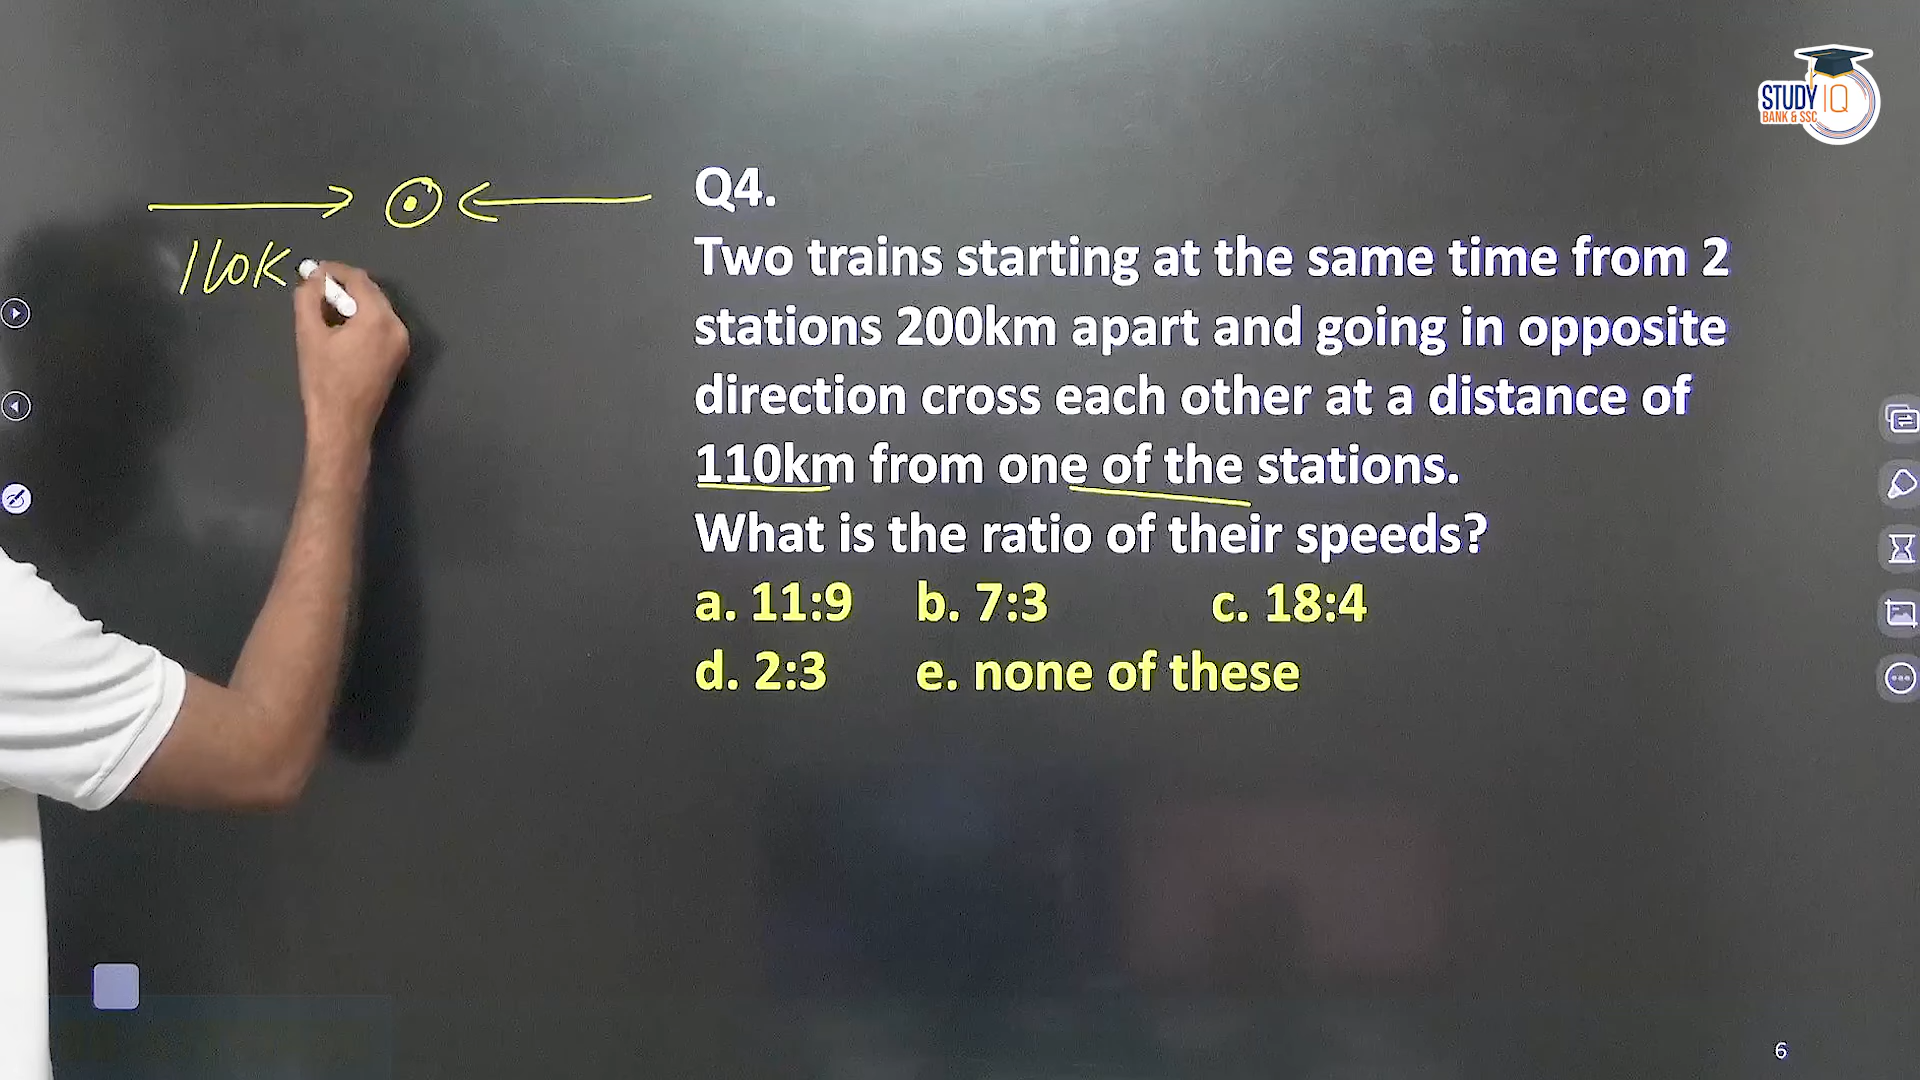 STUDY IQ
BANK & SSC
110K
Q4.
Two trains starting at the same time from 2
stations 200km apart and going in opposite
direction cross each other at a distance of
110km from one of the stations.
What is the ratio of their speeds?
a. 11:9 b. 7:3 c. 18:4
d. 2:3 e. none of these
6